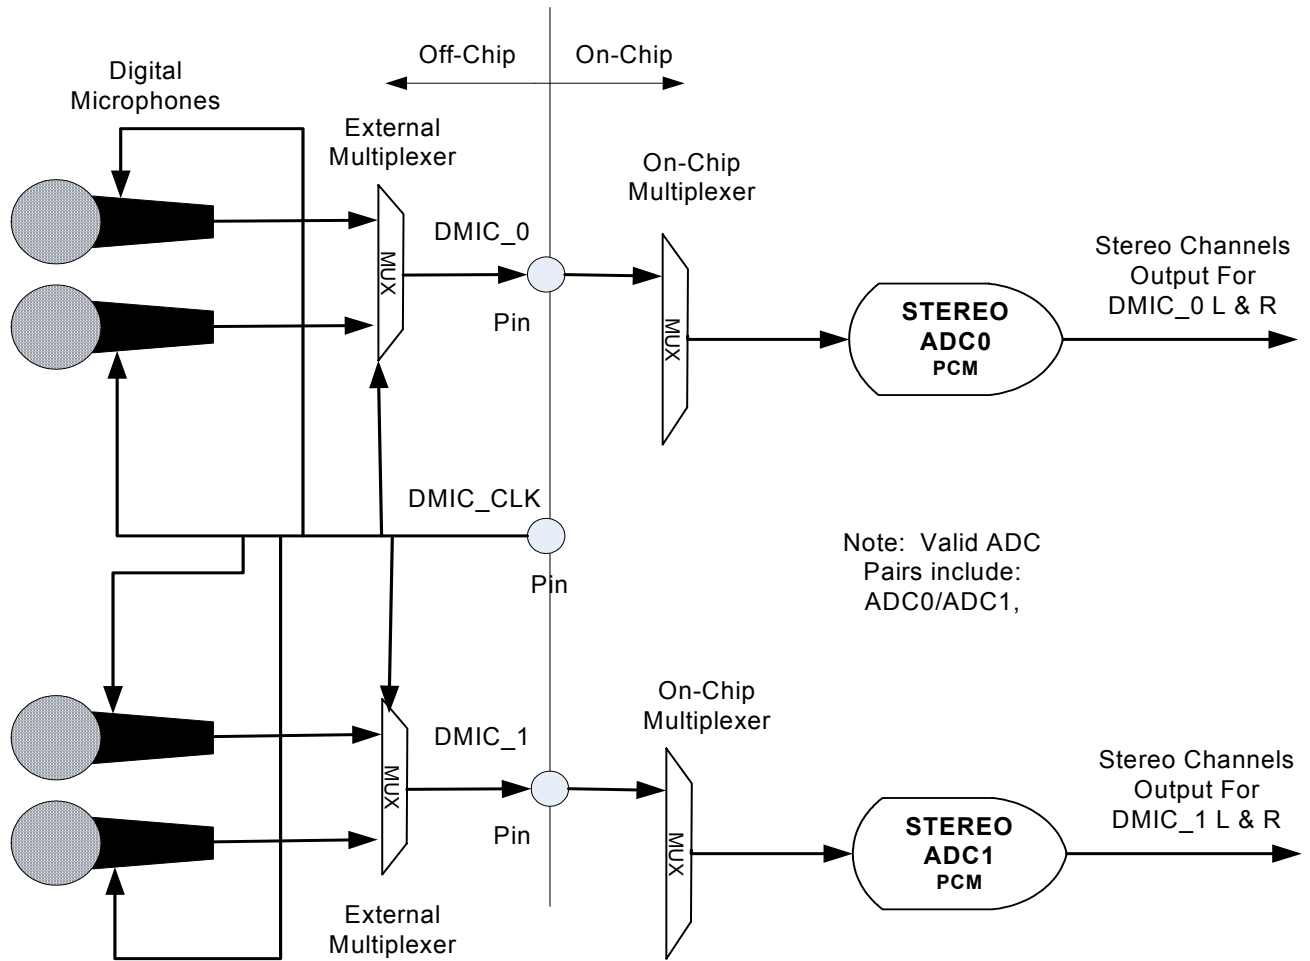 Off-Chip
On-Chip
Digital
Microphones
External
Multiplexer
On-Chip
Multiplexer
DMIC_0
MUX
Pin
MUX
STEREO
ADC0
PCM
Stereo Channels
Output For
DMIC_0 L & R
DMIC_CLK
Pin
Note: Valid ADC
Pairs include:
ADC0/ADC1,
On-Chip
Multiplexer
DMIC_1
MUX
Pin
MUX
STEREO
ADC1
PCM
Stereo Channels
Output For
DMIC_1 L & R
External
Multiplexer